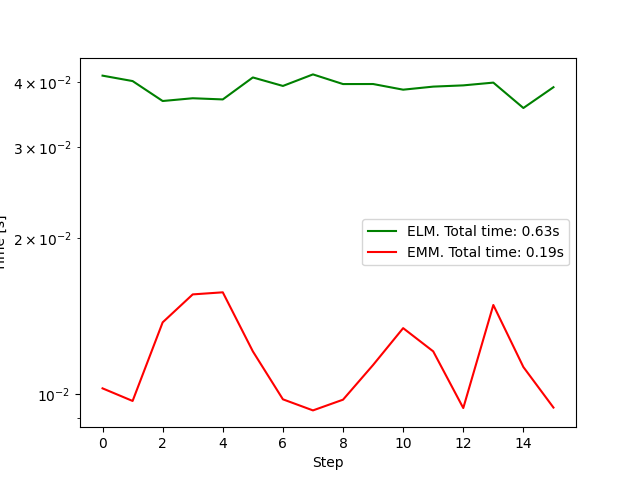 4 × 10⁻²
3 × 10⁻²
2 × 10⁻²
10⁻²
Time [s]
ELM. Total time: 0.63s
EMM. Total time: 0.19s
0 2 4 6 8 10 12 14
Step